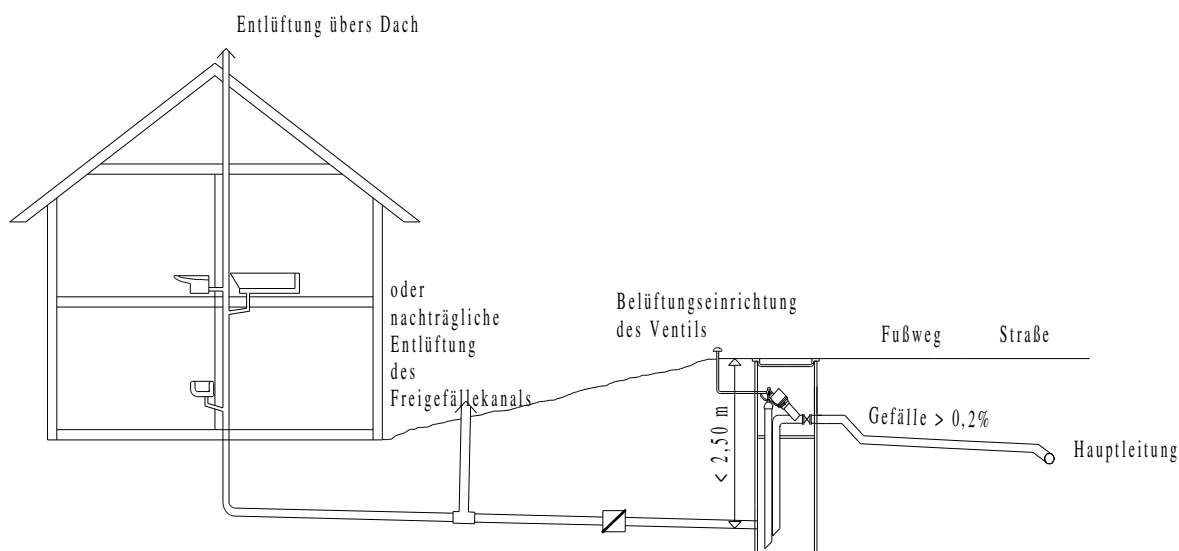 Entlüftung übers Dach
oder
nachträgliche
Entlüftung
des
Freigefällekanals
Belüftungseinrichtung
des Ventils
Fußweg
Straße
< 2,50 m
Gefälle > 0,2%
Hauptleitung